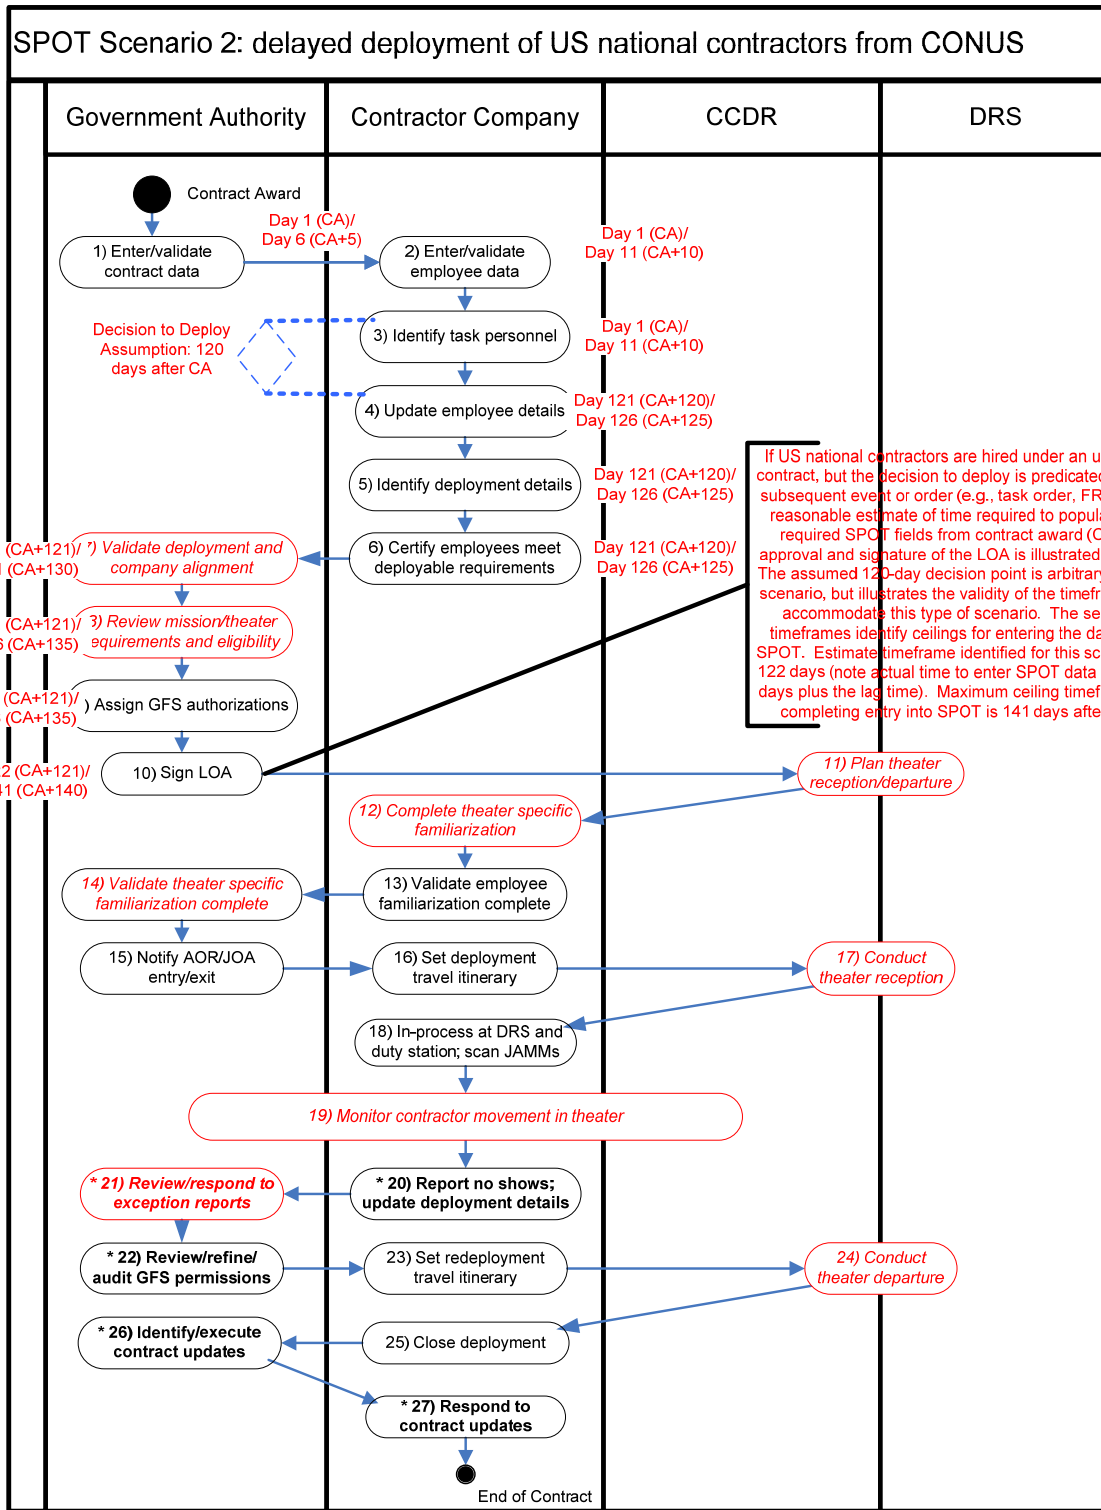 SPOT Scenario 2: delayed deployment of US national contractors from CONUS
Government Authority
Contractor Company
CCDR
DRS
Contract Award
Day 1 (CA)/
Day 6 (CA+5)
1) Enter/validate
contract data
2) Enter/validate
employee data
Day 1 (CA)/
Day 11 (CA+10)
Decision to Deploy
Assumption: 120
days after CA
3) Identify task personnel
Day 1 (CA)/
Day 11 (CA+10)
4) Update employee details
Day 121 (CA+120)/
Day 126 (CA+125)
5) Identify deployment details
Day 121 (CA+120)/
Day 126 (CA+125)
6) Certify employees meet
deployable requirements
Day 121 (CA+120)/
Day 126 (CA+125)
If US national contractors are hired under an
contract, but the decision to deploy is predicated
subsequent event or order (e.g., task order,
reasonable estimate of time required to
required SPOT fields from contract award
approval and signature of the LOA is illustrated
The assumed 120-day decision point is arbitrary
scenario, but illustrates the validity of the
accommodate this type of scenario. The
timeframes identify ceilings for entering the
SPOT. Estimate timeframe identified for this
122 days (note actual time to enter SPOT data
days plus the lag time). Maximum ceiling
completing entry into SPOT is 141 days
(CA+121)/
(CA+130)
) Validate deployment and
company alignment
(CA+121)/
(CA+135)
) Review mission/theater
requirements and eligibility
(CA+121)/
(CA+135)
) Assign GFS authorizations
(CA+121)/
41 (CA+140)
10) Sign LOA
11) Plan theater
reception/departure
12) Complete theater specific
familiarization
13) Validate employee
familiarization complete
14) Validate theater specific
familiarization complete
15) Notify AOR/JOA
entry/exit
16) Set deployment
travel itinerary
17) Conduct
theater reception
18) In-process at DRS and
duty station; scan JAMMs
19) Monitor contractor movement in theater
* 20) Report no shows;
update deployment details
* 21) Review/respond to
exception reports
* 22) Review/refine/
audit GFS permissions
23) Set redeployment
travel itinerary
24) Conduct
theater departure
25) Close deployment
* 26) Identify/execute
contract updates
* 27) Respond to
contract updates
End of Contract